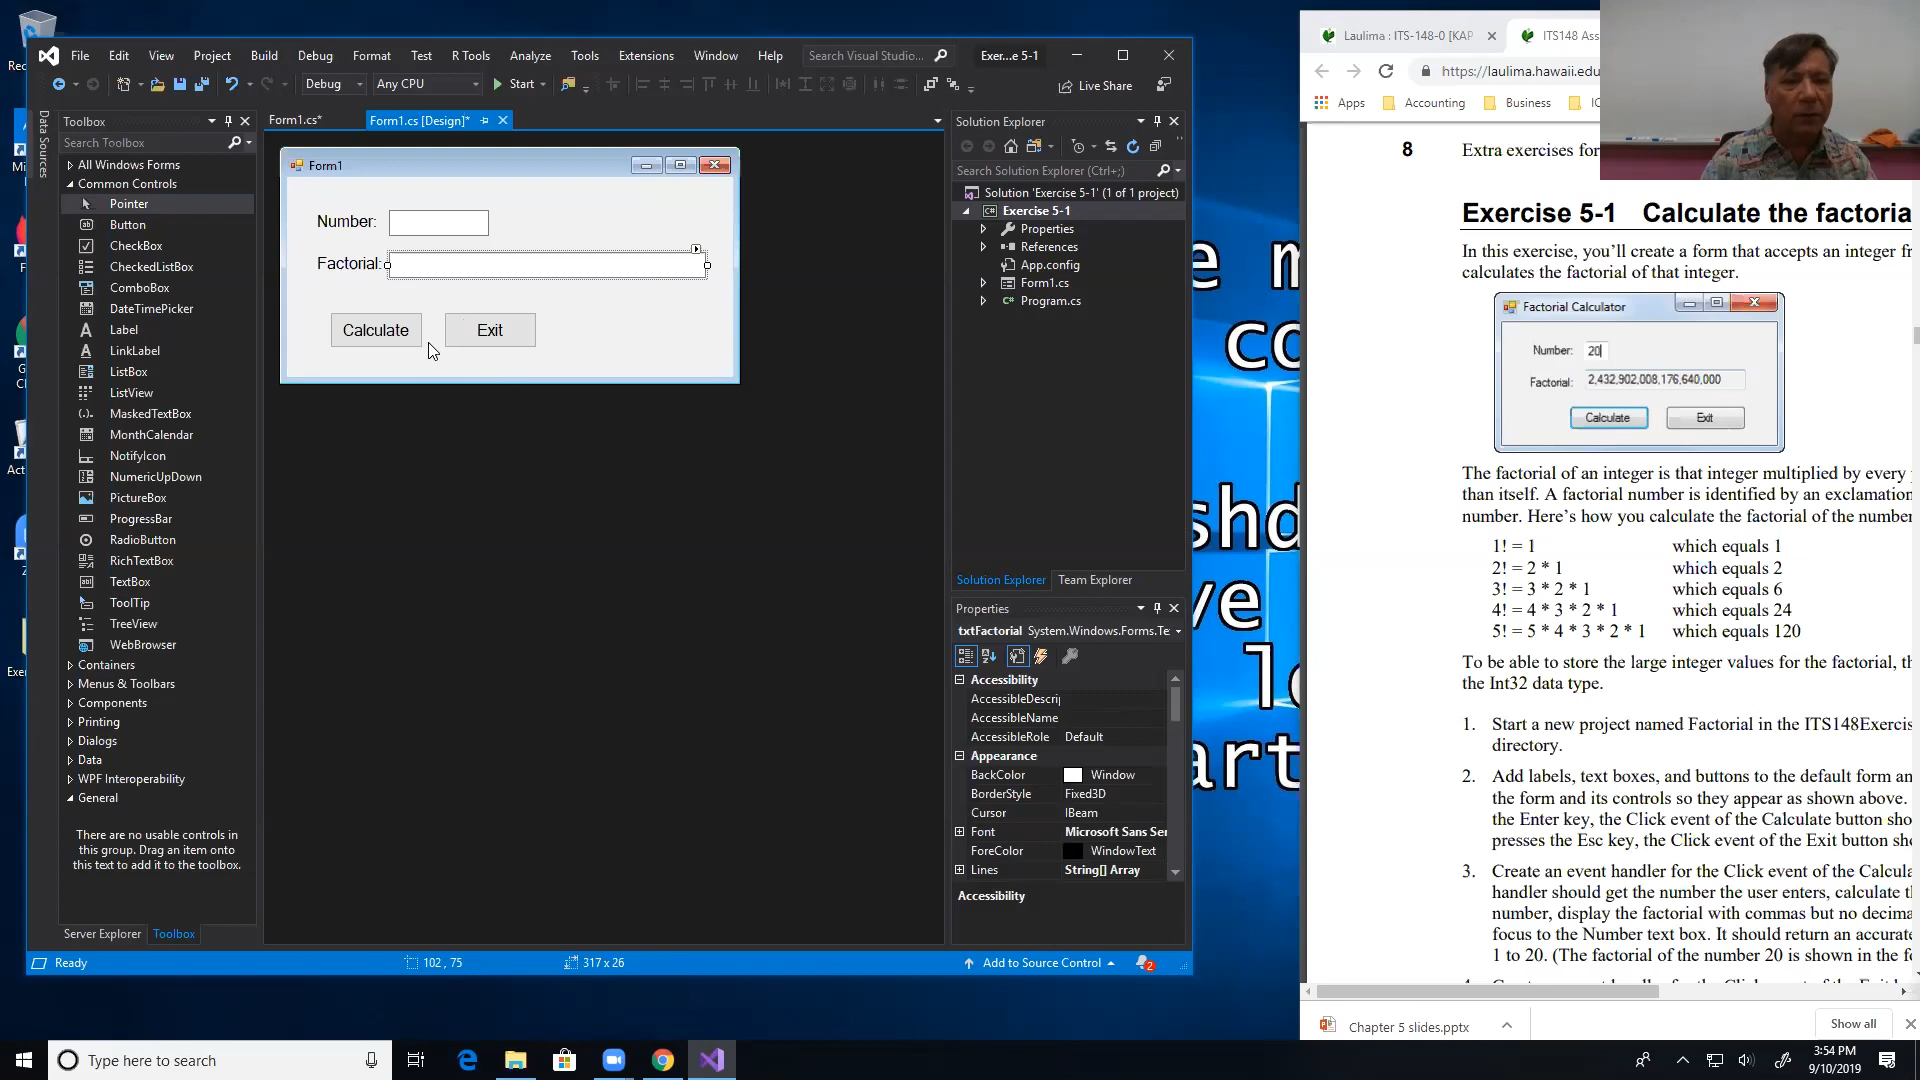 File Edit View Project Build Debug Format Test R Tools Analyze Tools Extensions Window Help Search Visual Studio... Exer...e 5-1
Debug Any CPU Start Live Share
Toolbox
Search Toolbox
All Windows Forms
Common Controls
Pointer
Button
CheckBox
CheckedListBox
ComboBox
DateTimePicker
Label
LinkLabel
ListBox
ListView
MaskedTextBox
MonthCalendar
NotifyIcon
NumericUpDown
PictureBox
ProgressBar
RadioButton
RichTextBox
TextBox
ToolTip
TreeView
WebBrowser
Containers
Menus & Toolbars
Components
Printing
Dialogs
Data
WPF Interoperability
General
There are no usable controls in
this group. Drag an item onto
this text to add it to the toolbox.
Server Explorer Toolbox
Data Sources
Form1.cs* Form1.cs [Design]*
Form1
Number:
Factorial:
Calculate Exit
Solution Explorer
Search Solution Explorer (Ctrl+;)
Solution 'Exercise 5-1' (1 of 1 project)
Exercise 5-1
Properties
References
App.config
Form1.cs
Program.cs
Solution Explorer Team Explorer
Properties
txtFactorial System.Windows.Forms.Te
Accessibility
AccessibleDescrip
AccessibleName
AccessibleRole Default
Appearance
BackColor Window
BorderStyle Fixed3D
Cursor IBeam
Font Microsoft Sans Ser
ForeColor WindowText
Lines String[] Array
Accessibility
Ready 102 , 75 317 x 26 Add to Source Control 2
Laulima : ITS-148-0 [KAP ITS148 Ass
https://laulima.hawaii.edu
Apps Accounting Business
8 Extra exercises for
Exercise 5-1 Calculate the factoria
In this exercise, you'll create a form that accepts an integer fr
calculates the factorial of that integer.
Factorial Calculator
Number: 20
Factorial: 2,432,902,008,176,640,000
Calculate Exit
The factorial of an integer is that integer multiplied by every
than itself. A factorial number is identified by an exclamation
number. Here's how you calculate the factorial of the number
1! = 1 which equals 1
2! = 2 * 1 which equals 2
3! = 3 * 2 * 1 which equals 6
4! = 4 * 3 * 2 * 1 which equals 24
5! = 5 * 4 * 3 * 2 * 1 which equals 120
To be able to store the large integer values for the factorial, th
the Int32 data type.
1. Start a new project named Factorial in the ITS148Exercis
directory.
2. Add labels, text boxes, and buttons to the default form an
the form and its controls so they appear as shown above.
the Enter key, the Click event of the Calculate button sho
presses the Esc key, the Click event of the Exit button sh
3. Create an event handler for the Click event of the Calcula
handler should get the number the user enters, calculate t
number, display the factorial with commas but no decima
focus to the Number text box. It should return an accurate
1 to 20. (The factorial of the number 20 is shown in the f
Chapter 5 slides.pptx Show all
Type here to search
3:54 PM
9/10/2019